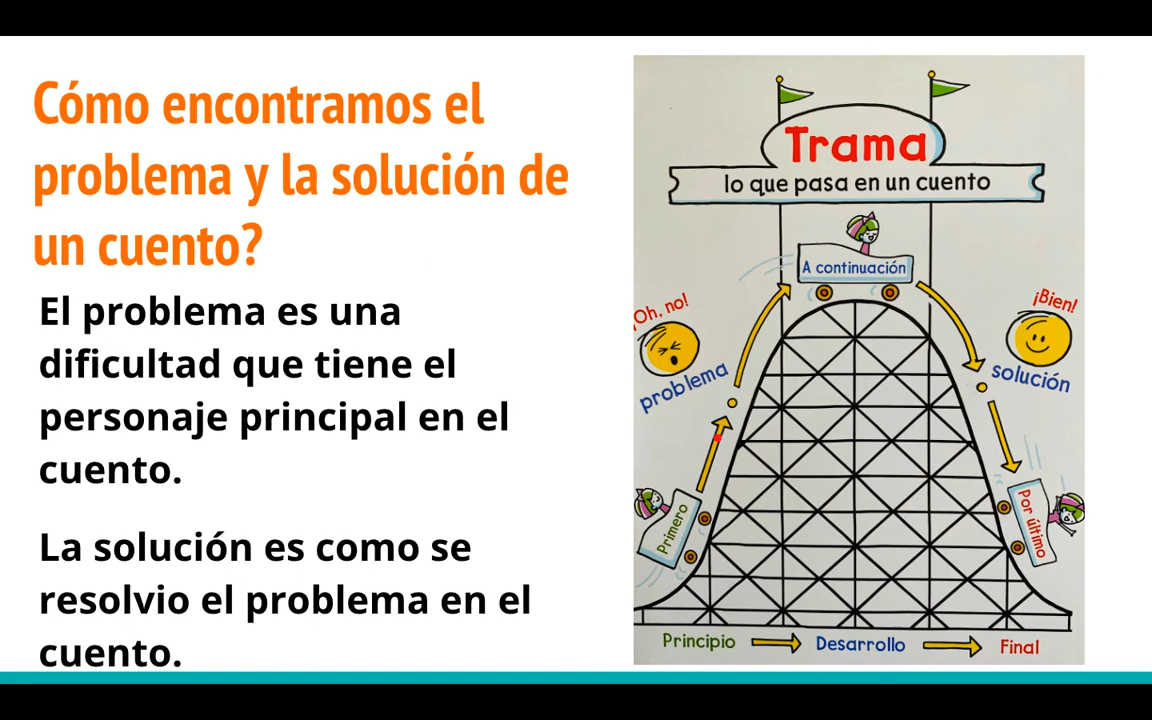 Cómo encontramos el
problema y la solución de
un cuento?
El problema es una
dificultad que tiene el
personaje principal en el
cuento.
La solución es como se
resolvio el problema en el
cuento.
Trama
lo que pasa en un cuento
A continuación
¡Oh, no!
problema
¡Bien!
solución
Primero
Por último
Principio
Desarrollo
Final